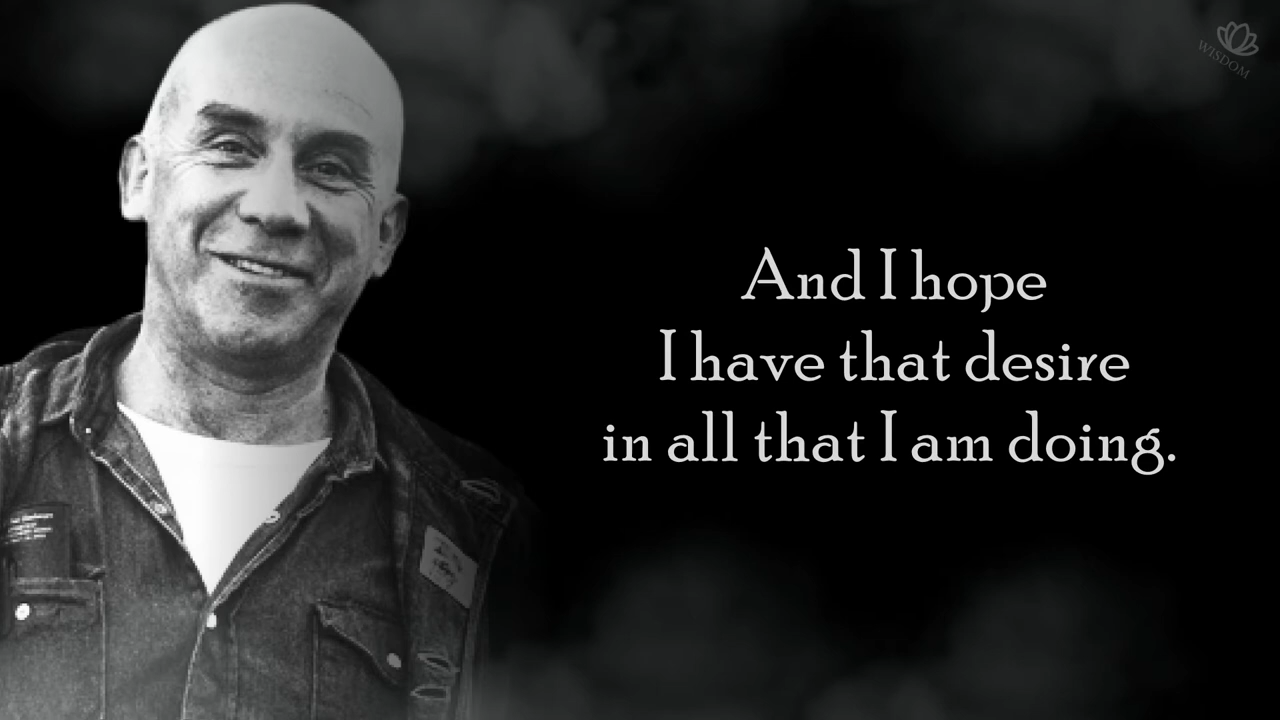 WISDOM
And I hope
I have that desire
in all that I am doing.